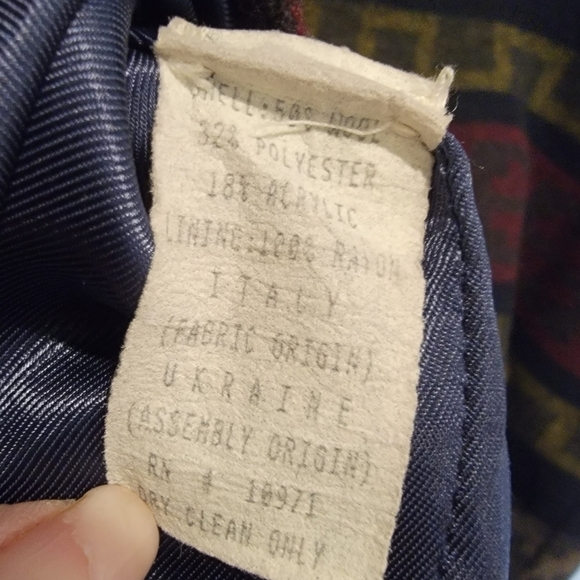 SHELL:50% WOOL
32% POLYESTER
18% ACRYLIC
LINING:100% RAYON
ITALY
(FABRIC ORIGIN)
UKRAINE
(ASSEMBLY ORIGIN)
RN # 10971
DRY CLEAN ONLY